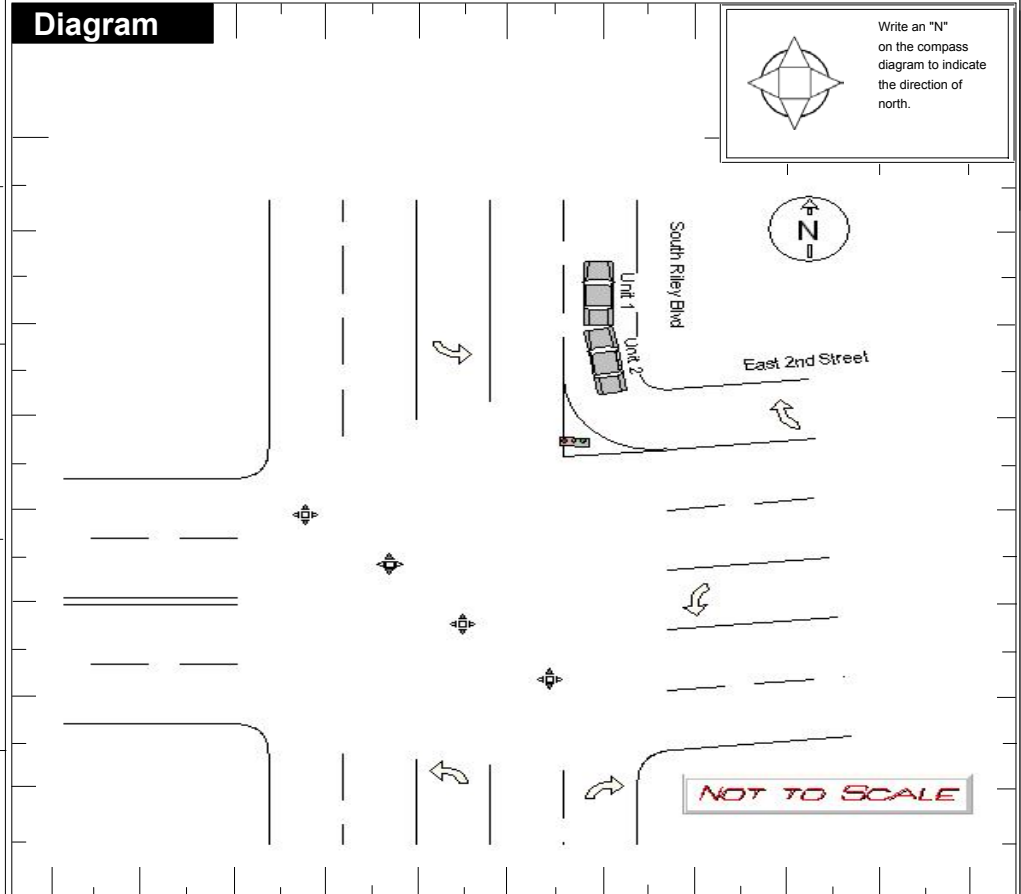 Diagram
Write an "N"
on the compass
diagram to indicate
the direction of
north.
N
South Riley Blvd
Unit 1
Unit 2
East 2nd Street
NOT TO SCALE